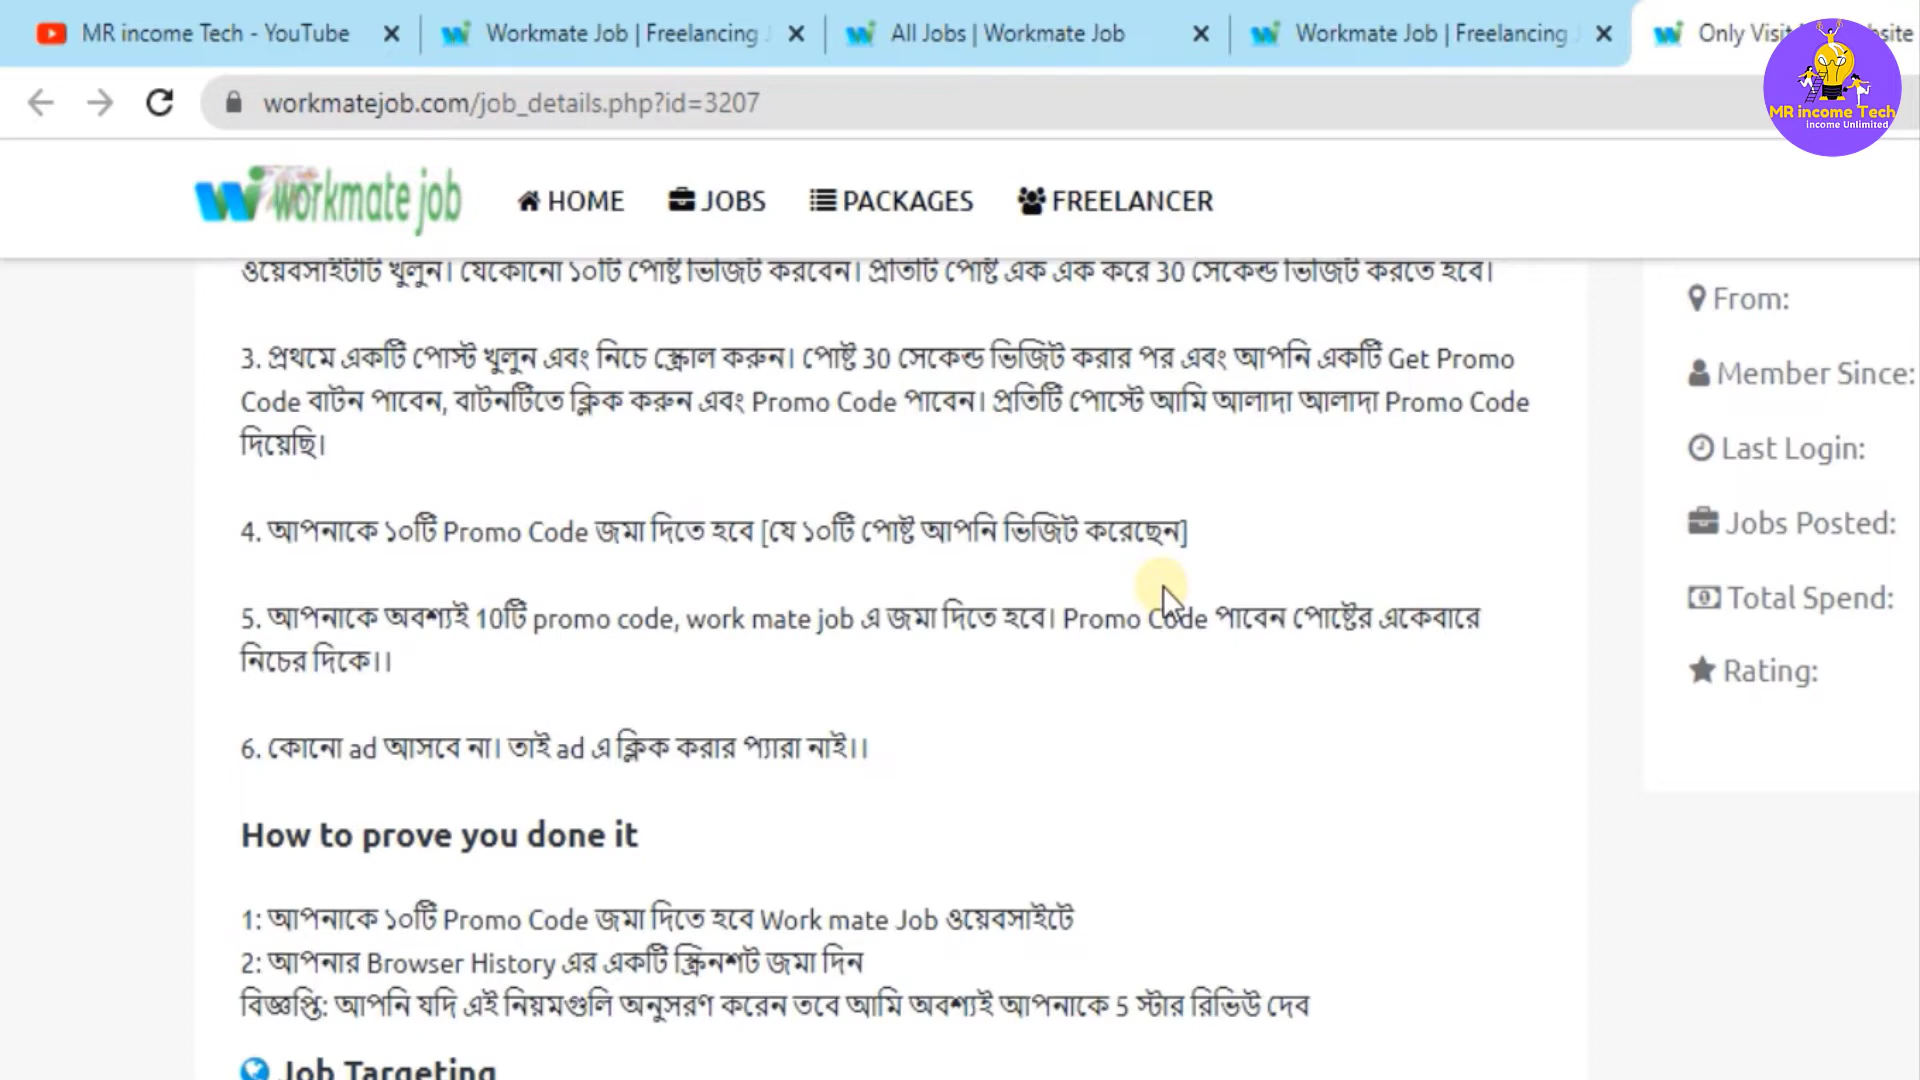 MR income Tech - YouTube
Workmate Job | Freelancing
All Jobs | Workmate Job
Workmate Job | Freelancing
Only Visit
workmatejob.com/job_details.php?id=3207
MR income Tech
income Unlimited
workmate job
HOME
JOBS
PACKAGES
FREELANCER
ওয়েবসাইটটি খুলুন। যেকোনো ১০টি পোষ্ট ভিজিট করবেন। প্রতিটি পোষ্ট এক এক করে 30 সেকেন্ড ভিজিট করতে হবে।
3. প্রথমে একটি পোস্ট খুলুন এবং নিচে স্ক্রোল করুন। পোষ্ট 30 সেকেন্ড ভিজিট করার পর এবং আপনি একটি Get Promo
Code বাটন পাবেন, বাটনটিতে ক্লিক করুন এবং Promo Code পাবেন। প্রতিটি পোস্টে আমি আলাদা আলাদা Promo Code
দিয়েছি।
4. আপনাকে ১০টি Promo Code জমা দিতে হবে [যে ১০টি পোষ্ট আপনি ভিজিট করেছেন]
5. আপনাকে অবশ্যই 10টি promo code, work mate job এ জমা দিতে হবে। Promo Code পাবেন পোষ্টের একেবারে
নিচের দিকে।।
6. কোনো ad আসবে না। তাই ad এ ক্লিক করার প্যারা নাই।।
How to prove you done it
1: আপনাকে ১০টি Promo Code জমা দিতে হবে Work mate Job ওয়েবসাইটে
2: আপনার Browser History এর একটি স্ক্রিনশট জমা দিন
বিজ্ঞপ্তি: আপনি যদি এই নিয়মগুলি অনুসরণ করেন তবে আমি অবশ্যই আপনাকে 5 স্টার রিভিউ দেব
Job Targeting
From:
Member Since:
Last Login:
Jobs Posted:
Total Spend:
Rating: